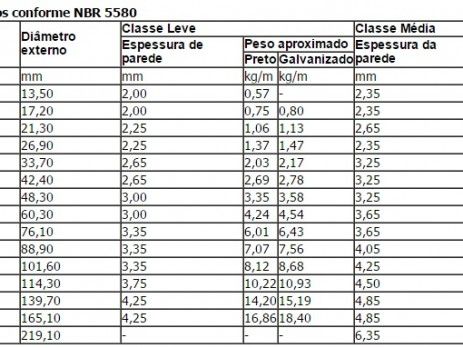 os conforme NBR 5580
Diâmetro externo Classe Leve Classe Média
Espessura de parede Peso aproximado Espessura da parede
Preto Galvanizado
mm mm kg/m kg/m mm
13,50 2,00 0,57 - 2,35
17,20 2,00 0,75 0,80 2,35
21,30 2,25 1,06 1,13 2,65
26,90 2,25 1,37 1,47 2,35
33,70 2,65 2,03 2,17 3,25
42,40 2,65 2,69 2,78 3,25
48,30 3,00 3,35 3,58 3,25
60,30 3,00 4,24 4,54 3,65
76,10 3,35 6,01 6,43 3,65
88,90 3,35 7,07 7,56 4,05
101,60 3,35 8,12 8,68 4,25
114,30 3,75 10,22 10,93 4,50
139,70 4,25 14,20 15,19 4,85
165,10 4,25 16,86 18,40 4,85
219,10 - - - 6,35